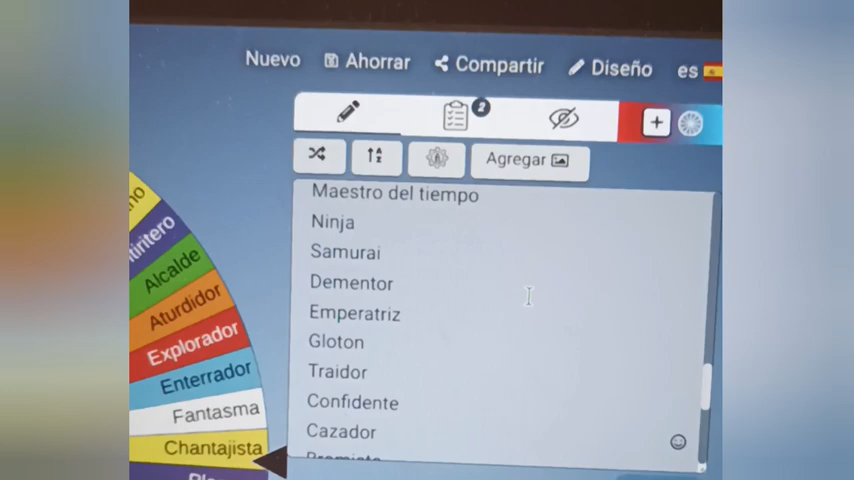 Nuevo
Ahorrar
Compartir
Diseño
es
2
Agregar
Maestro del tiempo
Ninja
Samurai
Dementor
Emperatriz
Gloton
Traidor
Confidente
Cazador
Alcalde
Aturdidor
Explorador
Enterrador
Fantasma
Chantajista